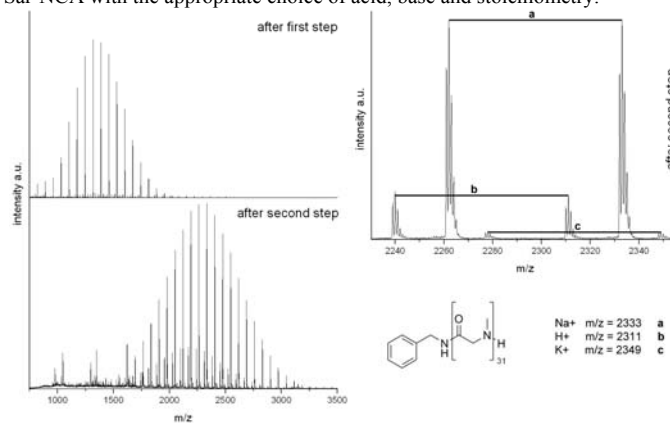 Sar-NCA with the appropriate choice of acid, base and stoichiometry.
after first step
intensity a.u.
after second step
1000 1500 2000 2500 3000 3500
m/z
a
b
c
intensity a.u.
after second step
2240 2260 2280 2300 2320 2340
m/z
O
N
H
N
H
31
Na+ m/z = 2333 a
H+ m/z = 2311 b
K+ m/z = 2349 c